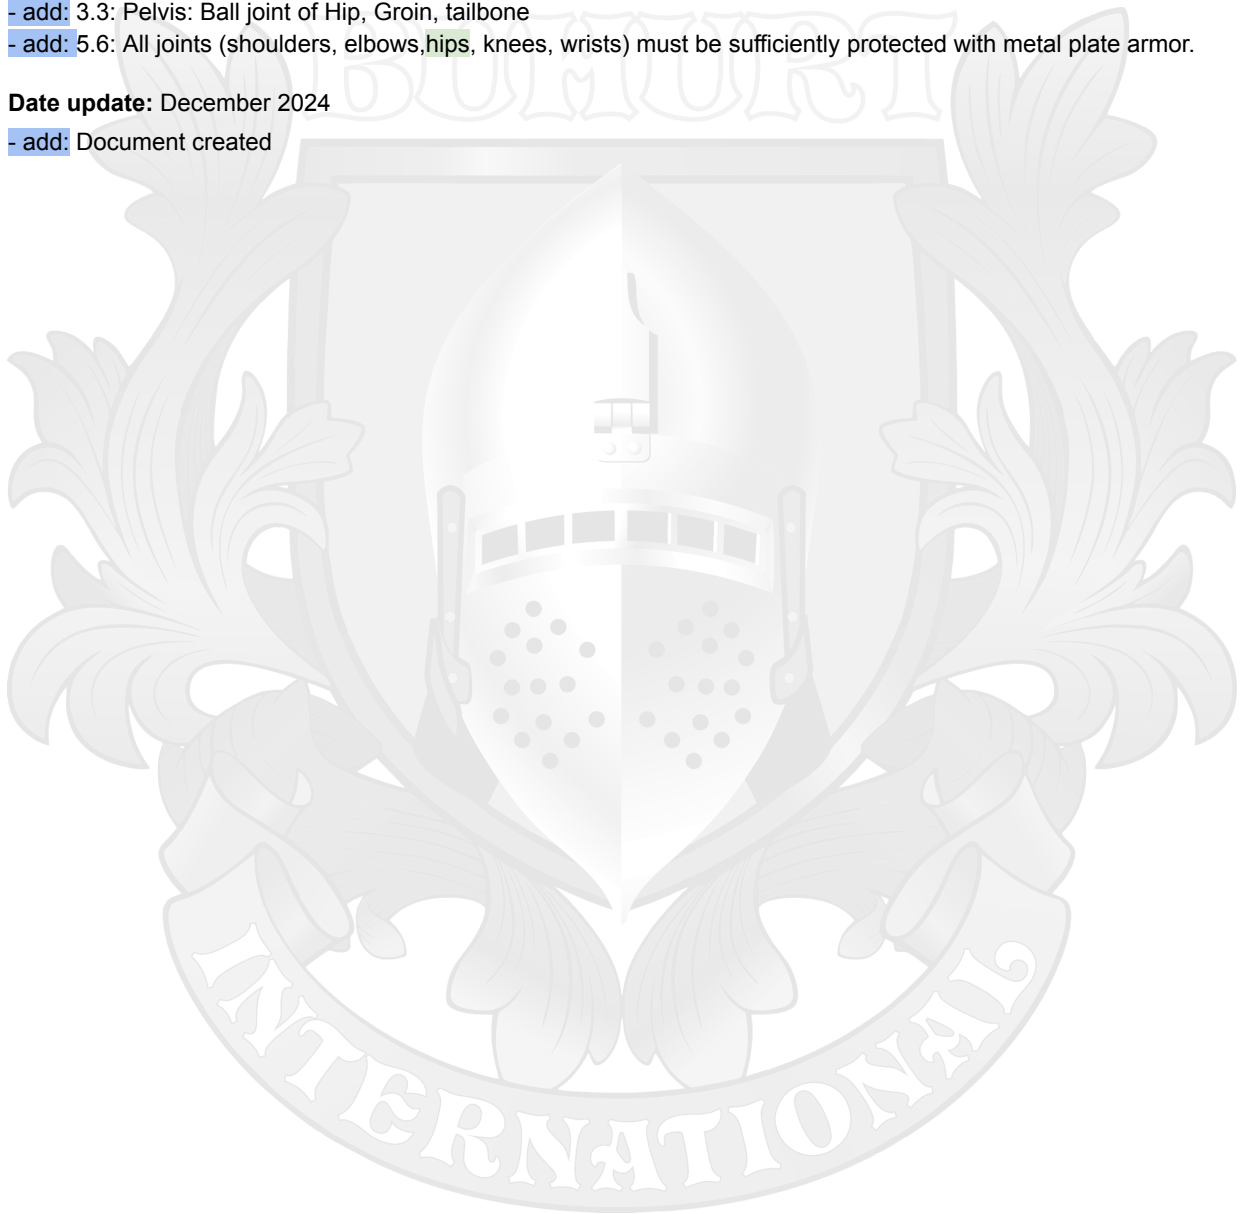 - add: 3.3: Pelvis: Ball joint of Hip, Groin, tailbone
- add: 5.6: All joints (shoulders, elbows,hips, knees, wrists) must be sufficiently protected with metal plate armor.
BUHURT
Date update: December 2024
- add: Document created
INTERNATIONAL